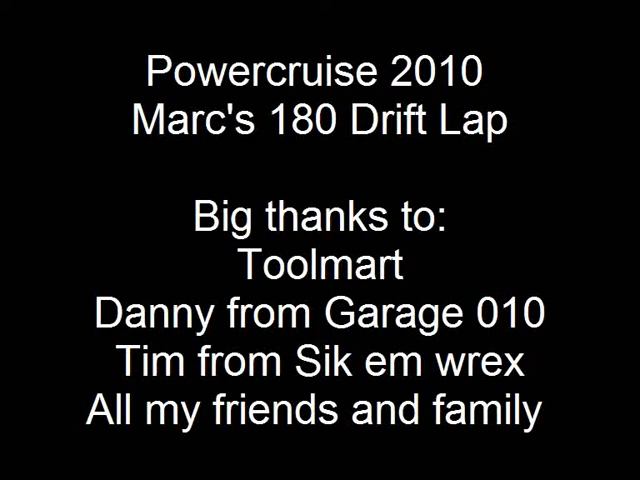 Powercruise 2010
Marc's 180 Drift Lap
Big thanks to:
Toolmart
Danny from Garage 010
Tim from Sik em wrex
All my friends and family